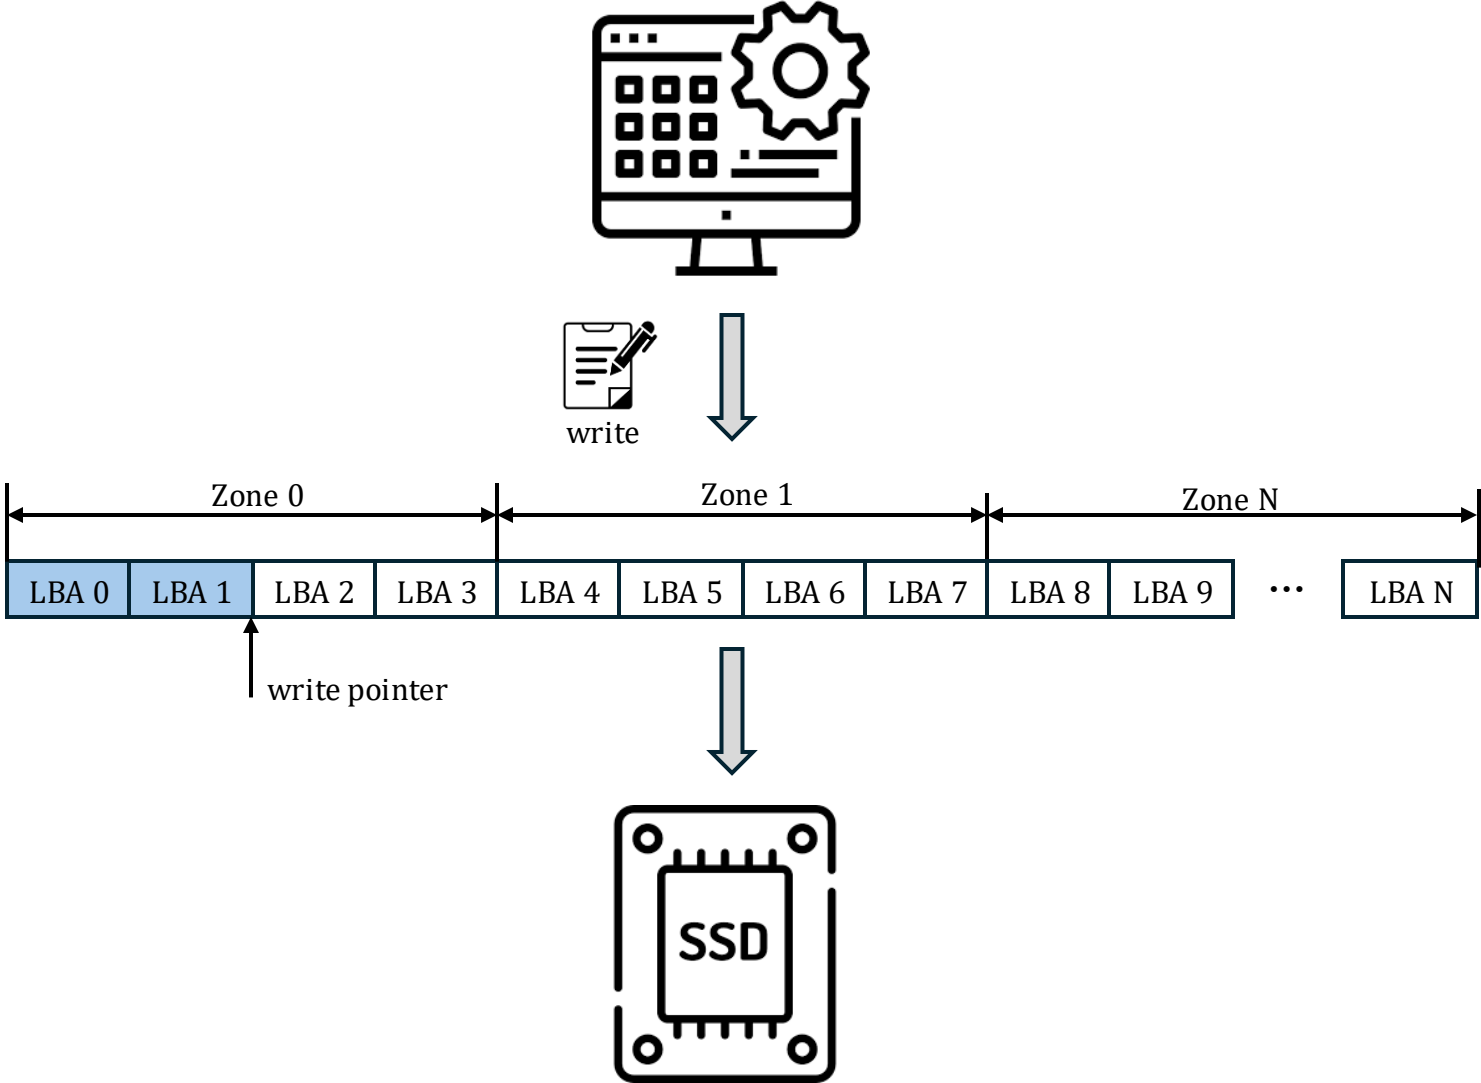 write
Zone 0
Zone 1
Zone N
LBA 0
LBA 1
LBA 2
LBA 3
LBA 4
LBA 5
LBA 6
LBA 7
LBA 8
LBA 9
...
LBA N
write pointer
SSD